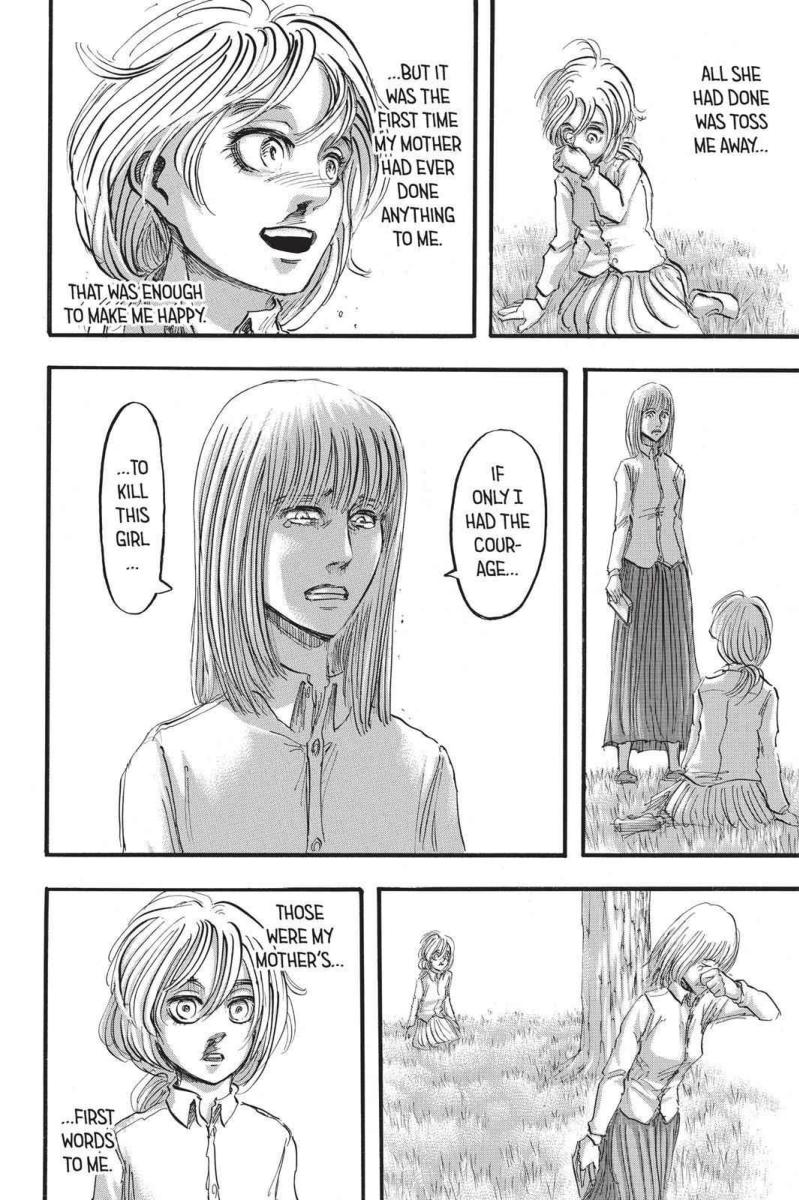 ALL SHE
HAD DONE
WAS TOSS
ME AWAY...
...BUT IT
WAS THE
FIRST TIME
MY MOTHER
HAD EVER
DONE
ANYTHING
TO ME.
THAT WAS ENOUGH
TO MAKE ME HAPPY.
IF
ONLY I
HAD THE
COUR-
AGE...
...TO
KILL
THIS
GIRL
...
THOSE
WERE MY
MOTHER'S...
...FIRST
WORDS
TO ME.